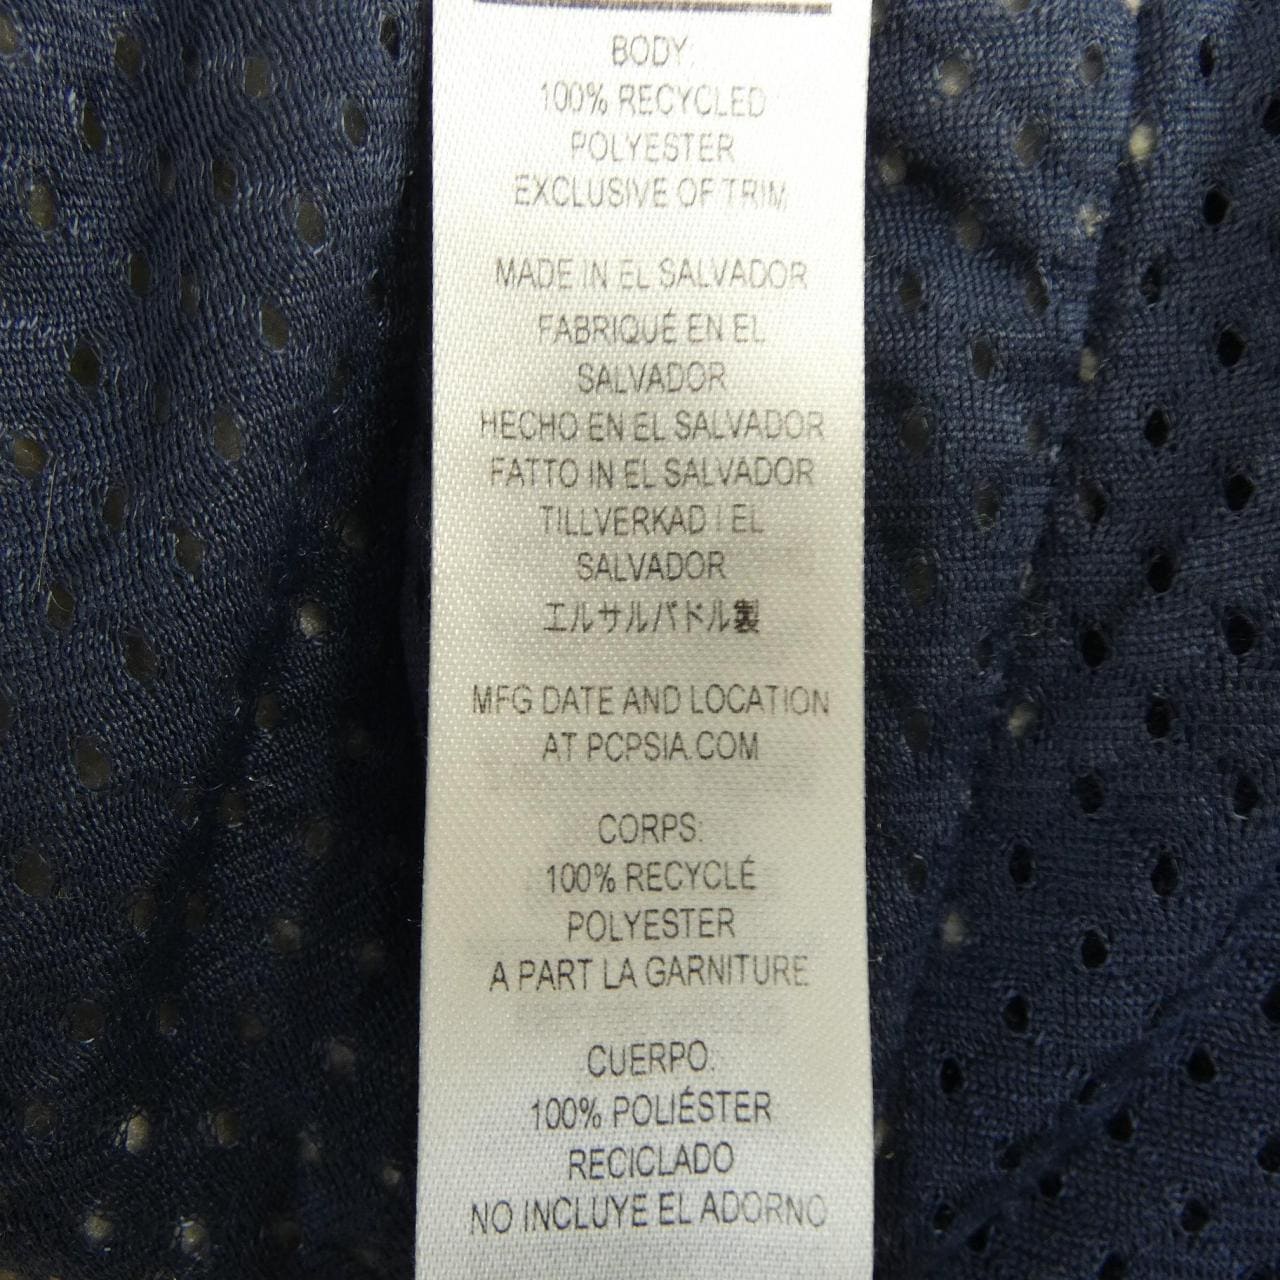 BODY:
100% RECYCLED
POLYESTER
EXCLUSIVE OF TRIM
MADE IN EL SALVADOR
FABRIQUÉ EN EL
SALVADOR
HECHO EN EL SALVADOR
FATTO IN EL SALVADOR
TILLVERKAD I EL
SALVADOR
エルサルバドル製
MFG DATE AND LOCATION
AT PCPSIA.COM
CORPS:
100% RECYCLÉ
POLYESTER
A PART LA GARNITURE
CUERPO:
100% POLIÉSTER
RECICLADO
NO INCLUYE EL ADORNO